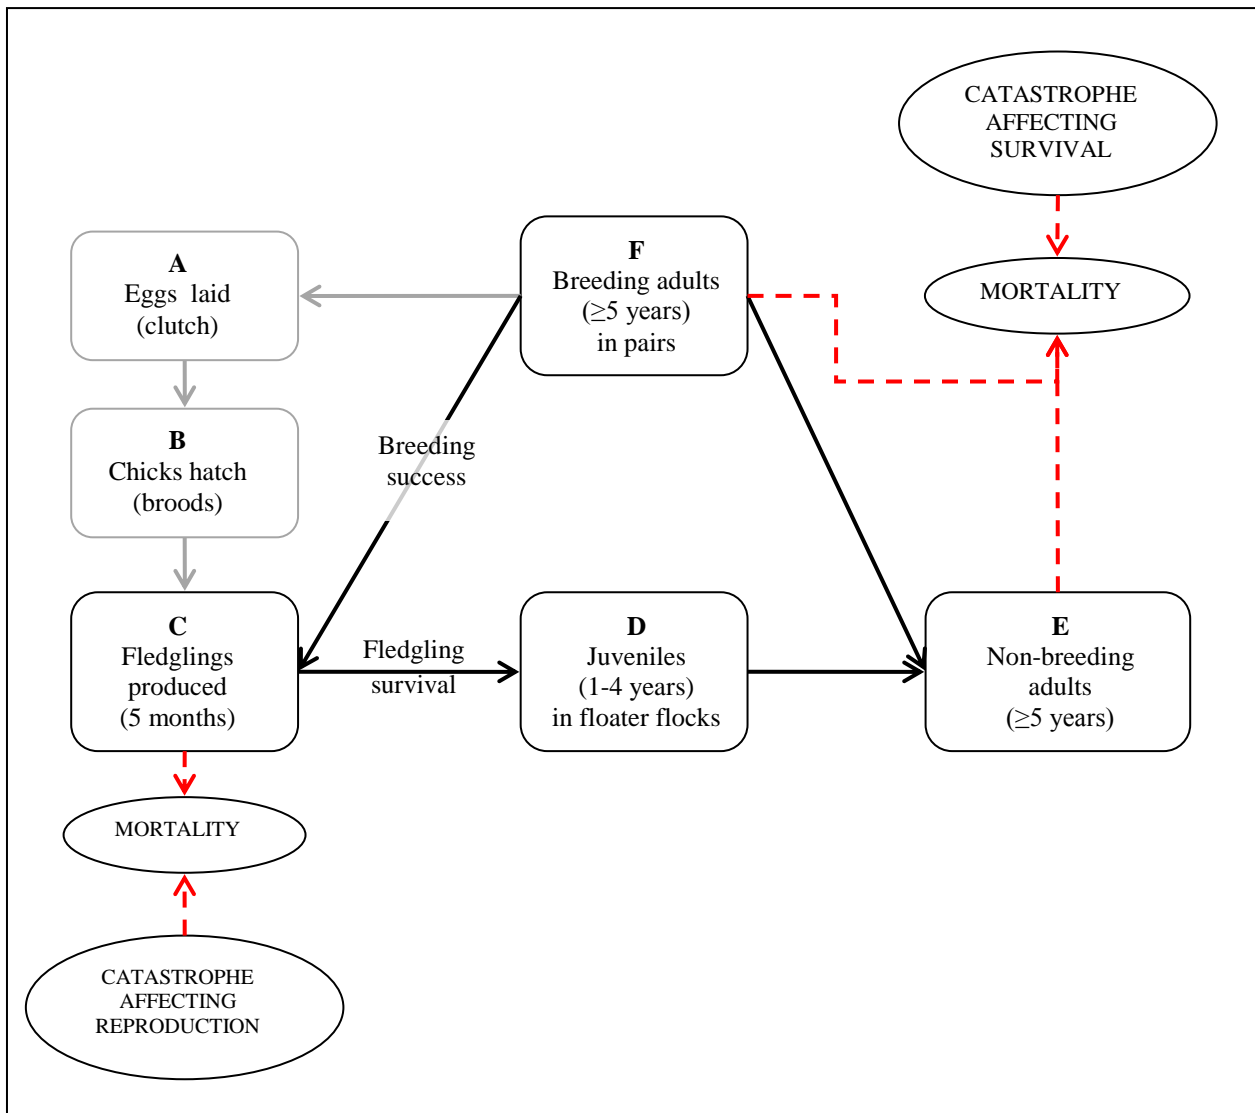 CATASTROPHE
AFFECTING
SURVIVAL
A
Eggs laid
(clutch)
F
Breeding adults
(≥5 years)
in pairs
MORTALITY
B
Chicks hatch
(broods)
Breeding
success
C
Fledglings
produced
(5 months)
Fledgling
survival
D
Juveniles
(1-4 years)
in floater flocks
E
Non-breeding
adults
(≥5 years)
MORTALITY
CATASTROPHE
AFFECTING
REPRODUCTION